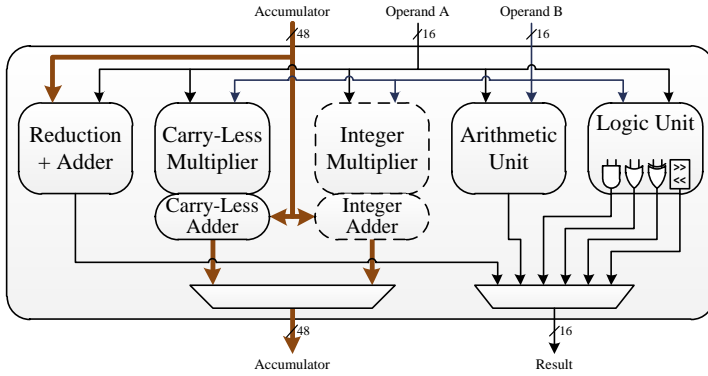 Accumulator
Operand A
Operand B
48
16
16
Reduction
+ Adder
Carry-Less
Multiplier
Integer
Multiplier
Arithmetic
Unit
Logic Unit
>>
<<
Carry-Less
Adder
Integer
Adder
48
16
Accumulator
Result